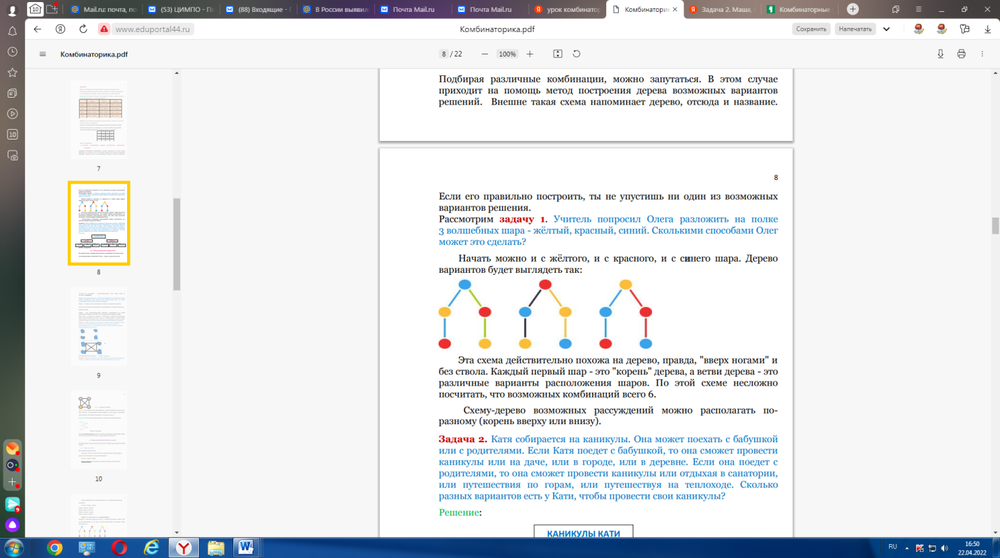 10
Mail.ru: почта, по
(53) ЦИМПО - По
(88) Входящие - П
В России выявил
Почта Mail.ru
Почта Mail.ru
урок комбинатор
Комбинаторик
Задача 2. Маша,
Комбинаторные
www.eduportal44.ru
Комбинаторика.pdf
Сохранить
Напечатать
Комбинаторика.pdf
8 / 22
100%
7
8
9
10
10
9
Подбирая различные комбинации, можно запутаться. В этом случае
приходит на помощь метод построения дерева возможных вариантов
решений. Внешне такая схема напоминает дерево, отсюда и название.
8
Если его правильно построить, ты не упустишь ни один из возможных
вариантов решения.
Рассмотрим задачу 1. Учитель попросил Олега разложить на полке
3 волшебных шара - жёлтый, красный, синий. Сколькими способами Олег
может это сделать?
Начать можно и с жёлтого, и с красного, и с синего шара. Дерево
вариантов будет выглядеть так:
Эта схема действительно похожа на дерево, правда, "вверх ногами" и
без ствола. Каждый первый шар - это "корень" дерева, а ветви дерева - это
различные варианты расположения шаров. По этой схеме несложно
посчитать, что возможных комбинаций всего 6.
Схему-дерево возможных рассуждений можно располагать по-
разному (корень вверху или внизу).
Задача 2. Катя собирается на каникулы. Она может поехать с бабушкой
или с родителями. Если Катя поедет с бабушкой, то она сможет провести
каникулы или на даче, или в городе, или в деревне. Если она поедет с
родителями, то она сможет провести каникулы или отдыхая в санатории,
или путешествия по горам, или путешествуя на теплоходе. Сколько
разных вариантов есть у Кати, чтобы провести свои каникулы?
Решение:
КАНИКУЛЫ КАТИ
RU
16:50
22.04.2022